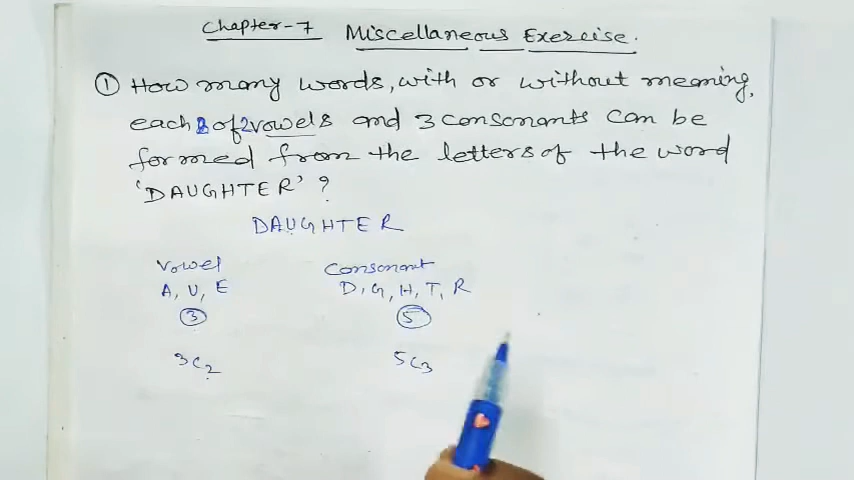 Chapter-7 Miscellaneous Exercise.
① How many words, with or without meaning,
each of 2 vowels and 3 consonants can be
formed from the letters of the word
'DAUGHTER' ?
DAUGHTER
Vowel Consonant
A, U, E D, G, H, T, R
③ ⑤
3C2 5C3